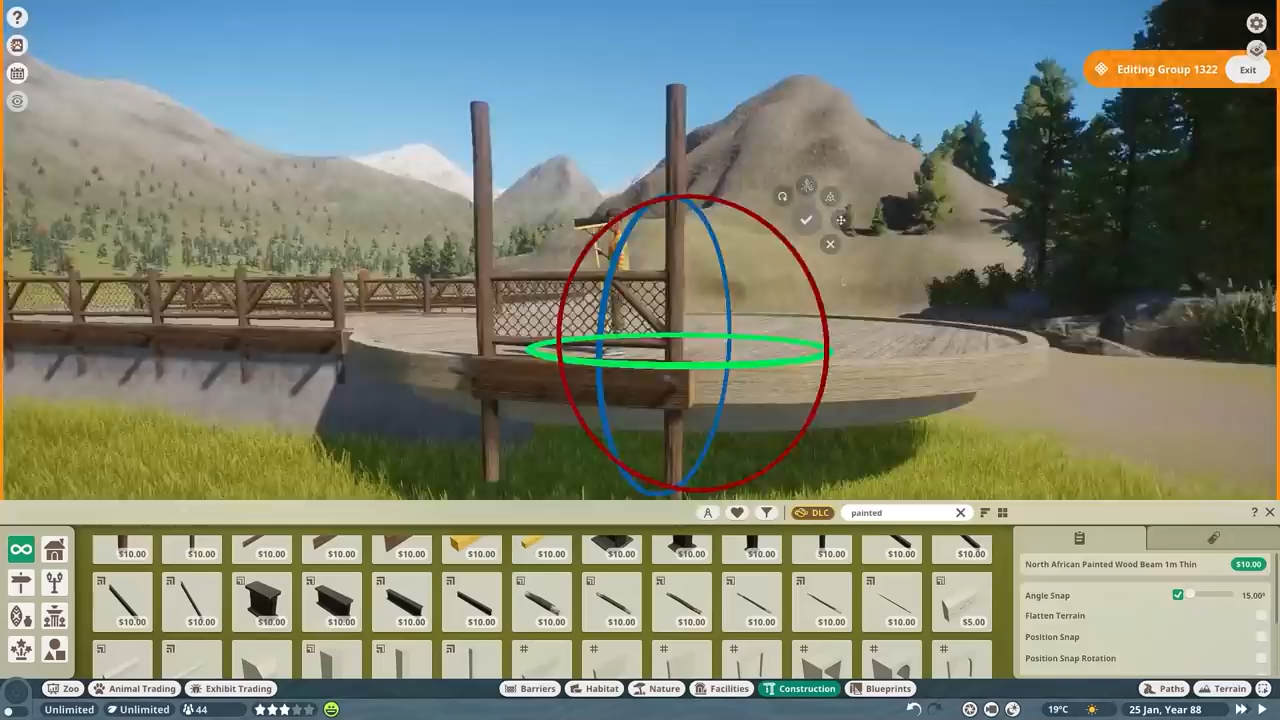 ?
Editing Group 1322
Exit
A
DLC
painted
?
$10.00 $10.00 $10.00 $10.00 $10.00 $10.00 $10.00 $10.00 $10.00 $10.00 $10.00 $10.00 $10.00
North African Painted Wood Beam 1m Thin $10.00
$10.00 $10.00 $10.00 $10.00 $10.00 $10.00 $10.00 $10.00 $10.00 $10.00 $10.00 $10.00 $5.00
Angle Snap 15.00°
Flatten Terrain
Position Snap
Position Snap Rotation
Zoo Animal Trading Exhibit Trading Barriers Habitat Nature Facilities Construction Blueprints Paths Terrain
Unlimited Unlimited 44 19°C 25 Jan, Year 88